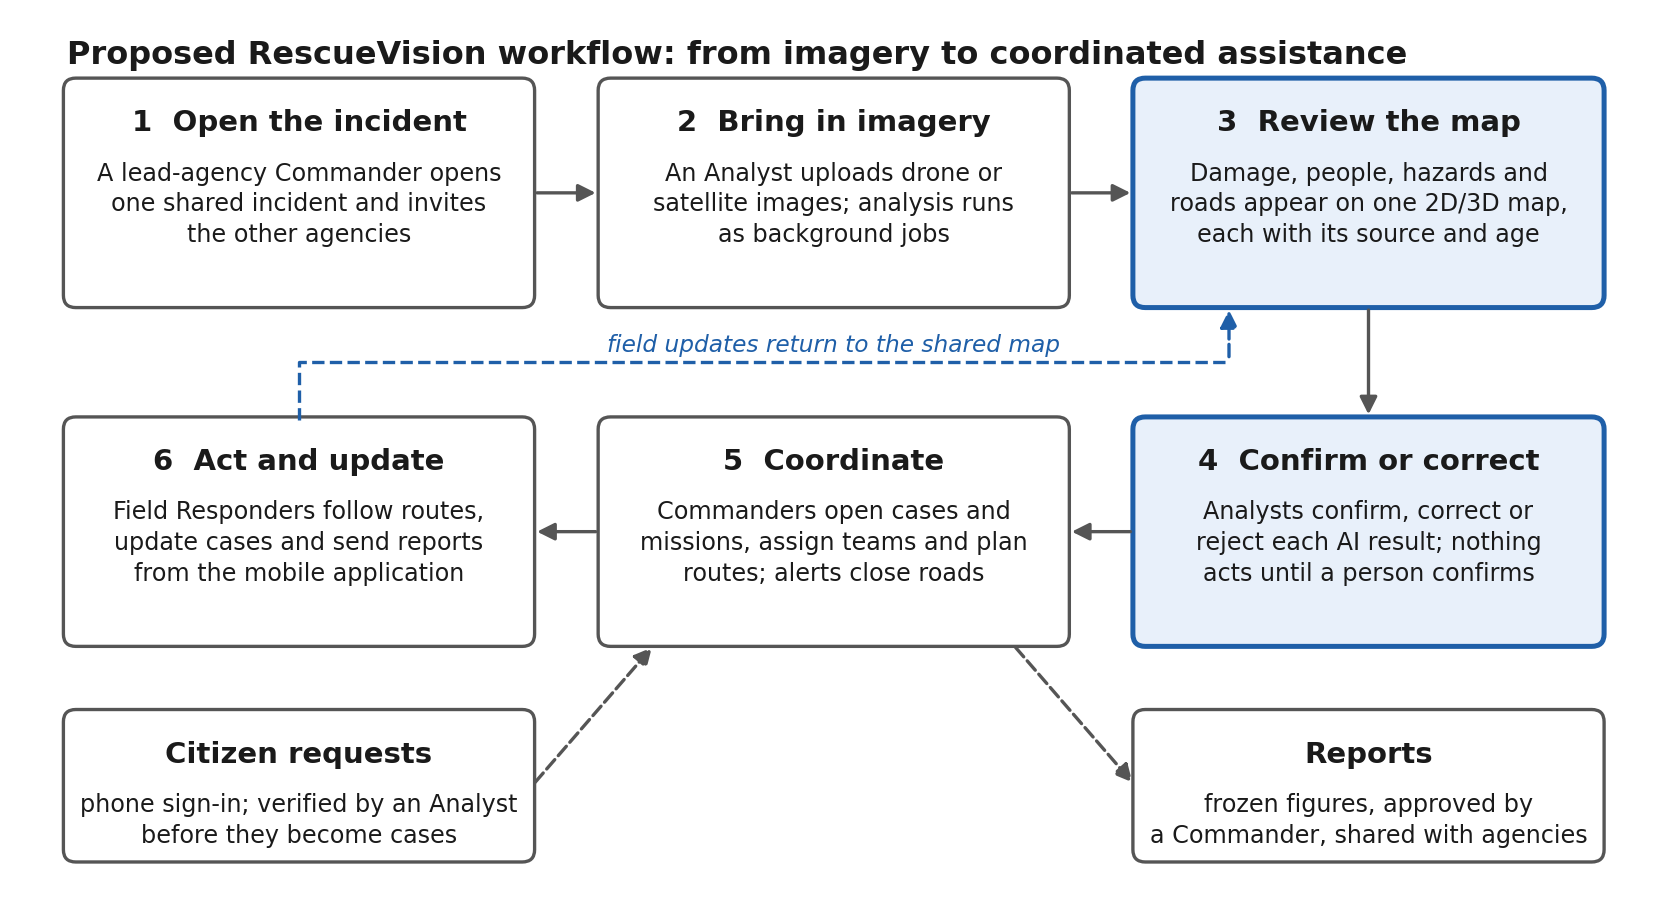 Proposed RescueVision workflow: from imagery to coordinated assistance
1 Open the incident
A lead-agency Commander opens
one shared incident and invites
the other agencies
2 Bring in imagery
An Analyst uploads drone or
satellite images; analysis runs
as background jobs
3 Review the map
Damage, people, hazards and
roads appear on one 2D/3D map,
each with its source and age
field updates return to the shared map
6 Act and update
Field Responders follow routes,
update cases and send reports
from the mobile application
5 Coordinate
Commanders open cases and
missions, assign teams and plan
routes; alerts close roads
4 Confirm or correct
Analysts confirm, correct or
reject each AI result; nothing
acts until a person confirms
Citizen requests
phone sign-in; verified by an Analyst
before they become cases
Reports
frozen figures, approved by
a Commander, shared with agencies